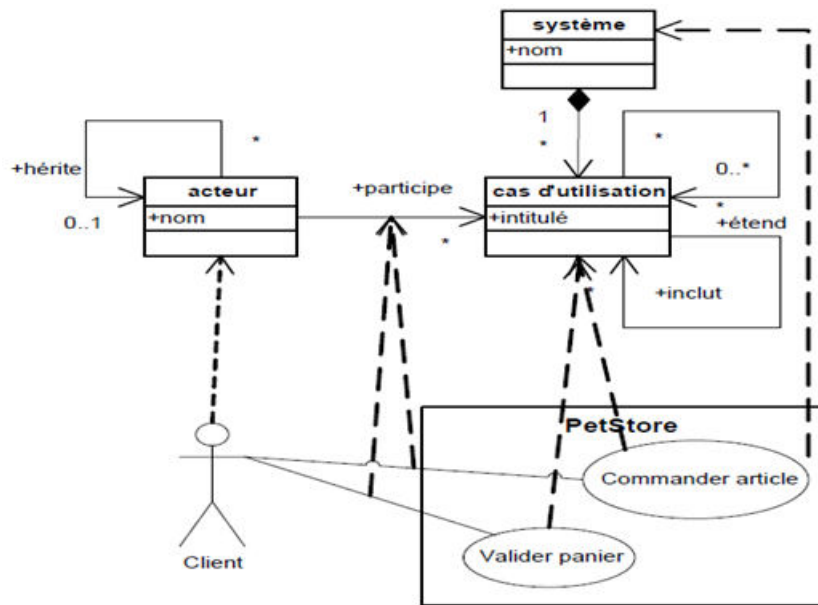 système
+nom
1
*
+hérite
*
0..1
acteur
+nom
+participe
*
cas d'utilisation
+intitulé
*
0..*
*
+étend
+inclut
*
PetStore
Commander article
Valider panier
Client